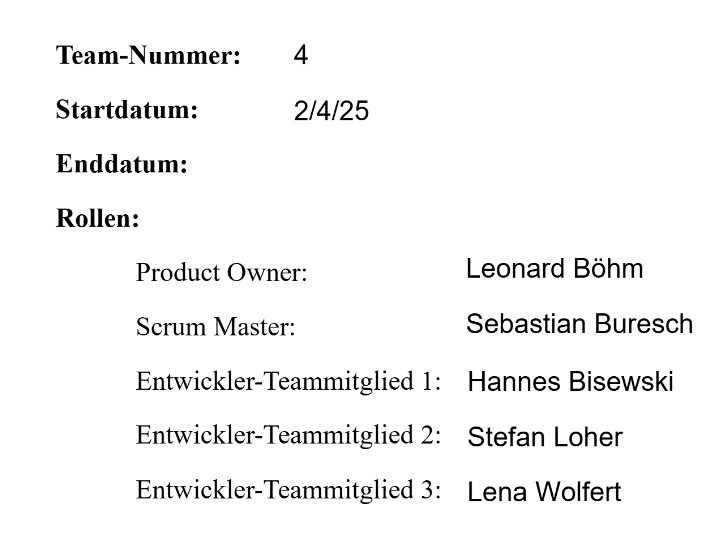 Team-Nummer: 4
Startdatum: 2/4/25
Enddatum:
Rollen:
Product Owner: Leonard Böhm
Scrum Master: Sebastian Buresch
Entwickler-Teammitglied 1: Hannes Bisewski
Entwickler-Teammitglied 2: Stefan Loher
Entwickler-Teammitglied 3: Lena Wolfert